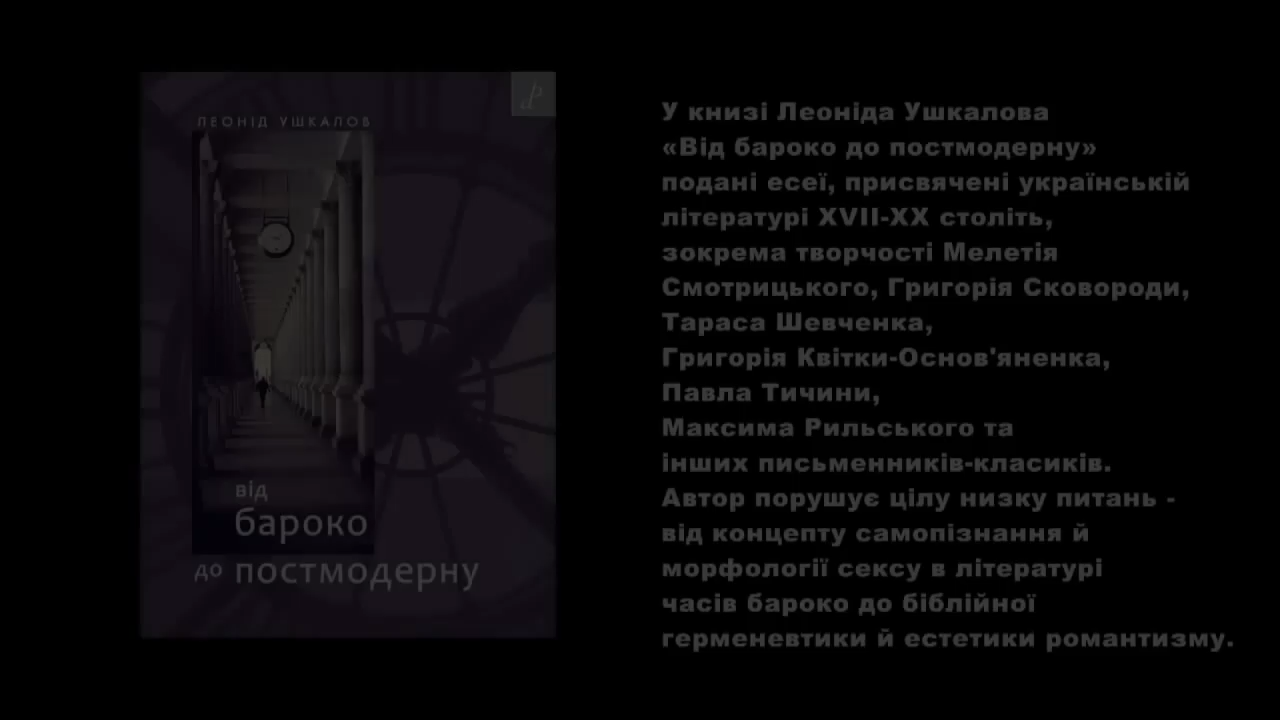 ЛЕОНІД УШКАЛОВ
від
бароко
до постмодерну
У книзі Леоніда Ушкалова
«Від бароко до постмодерну»
подані есеї, присвячені українській
літературі XVII-XX століть,
зокрема творчості Мелетія
Смотрицького, Григорія Сковороди,
Тараса Шевченка,
Григорія Квітки-Основ'яненка,
Павла Тичини,
Максима Рильського та
інших письменників-класиків.
Автор порушує цілу низку питань -
від концепту самопізнання й
морфології сексу в літературі
часів бароко до біблійної
герменевтики й естетики романтизму.